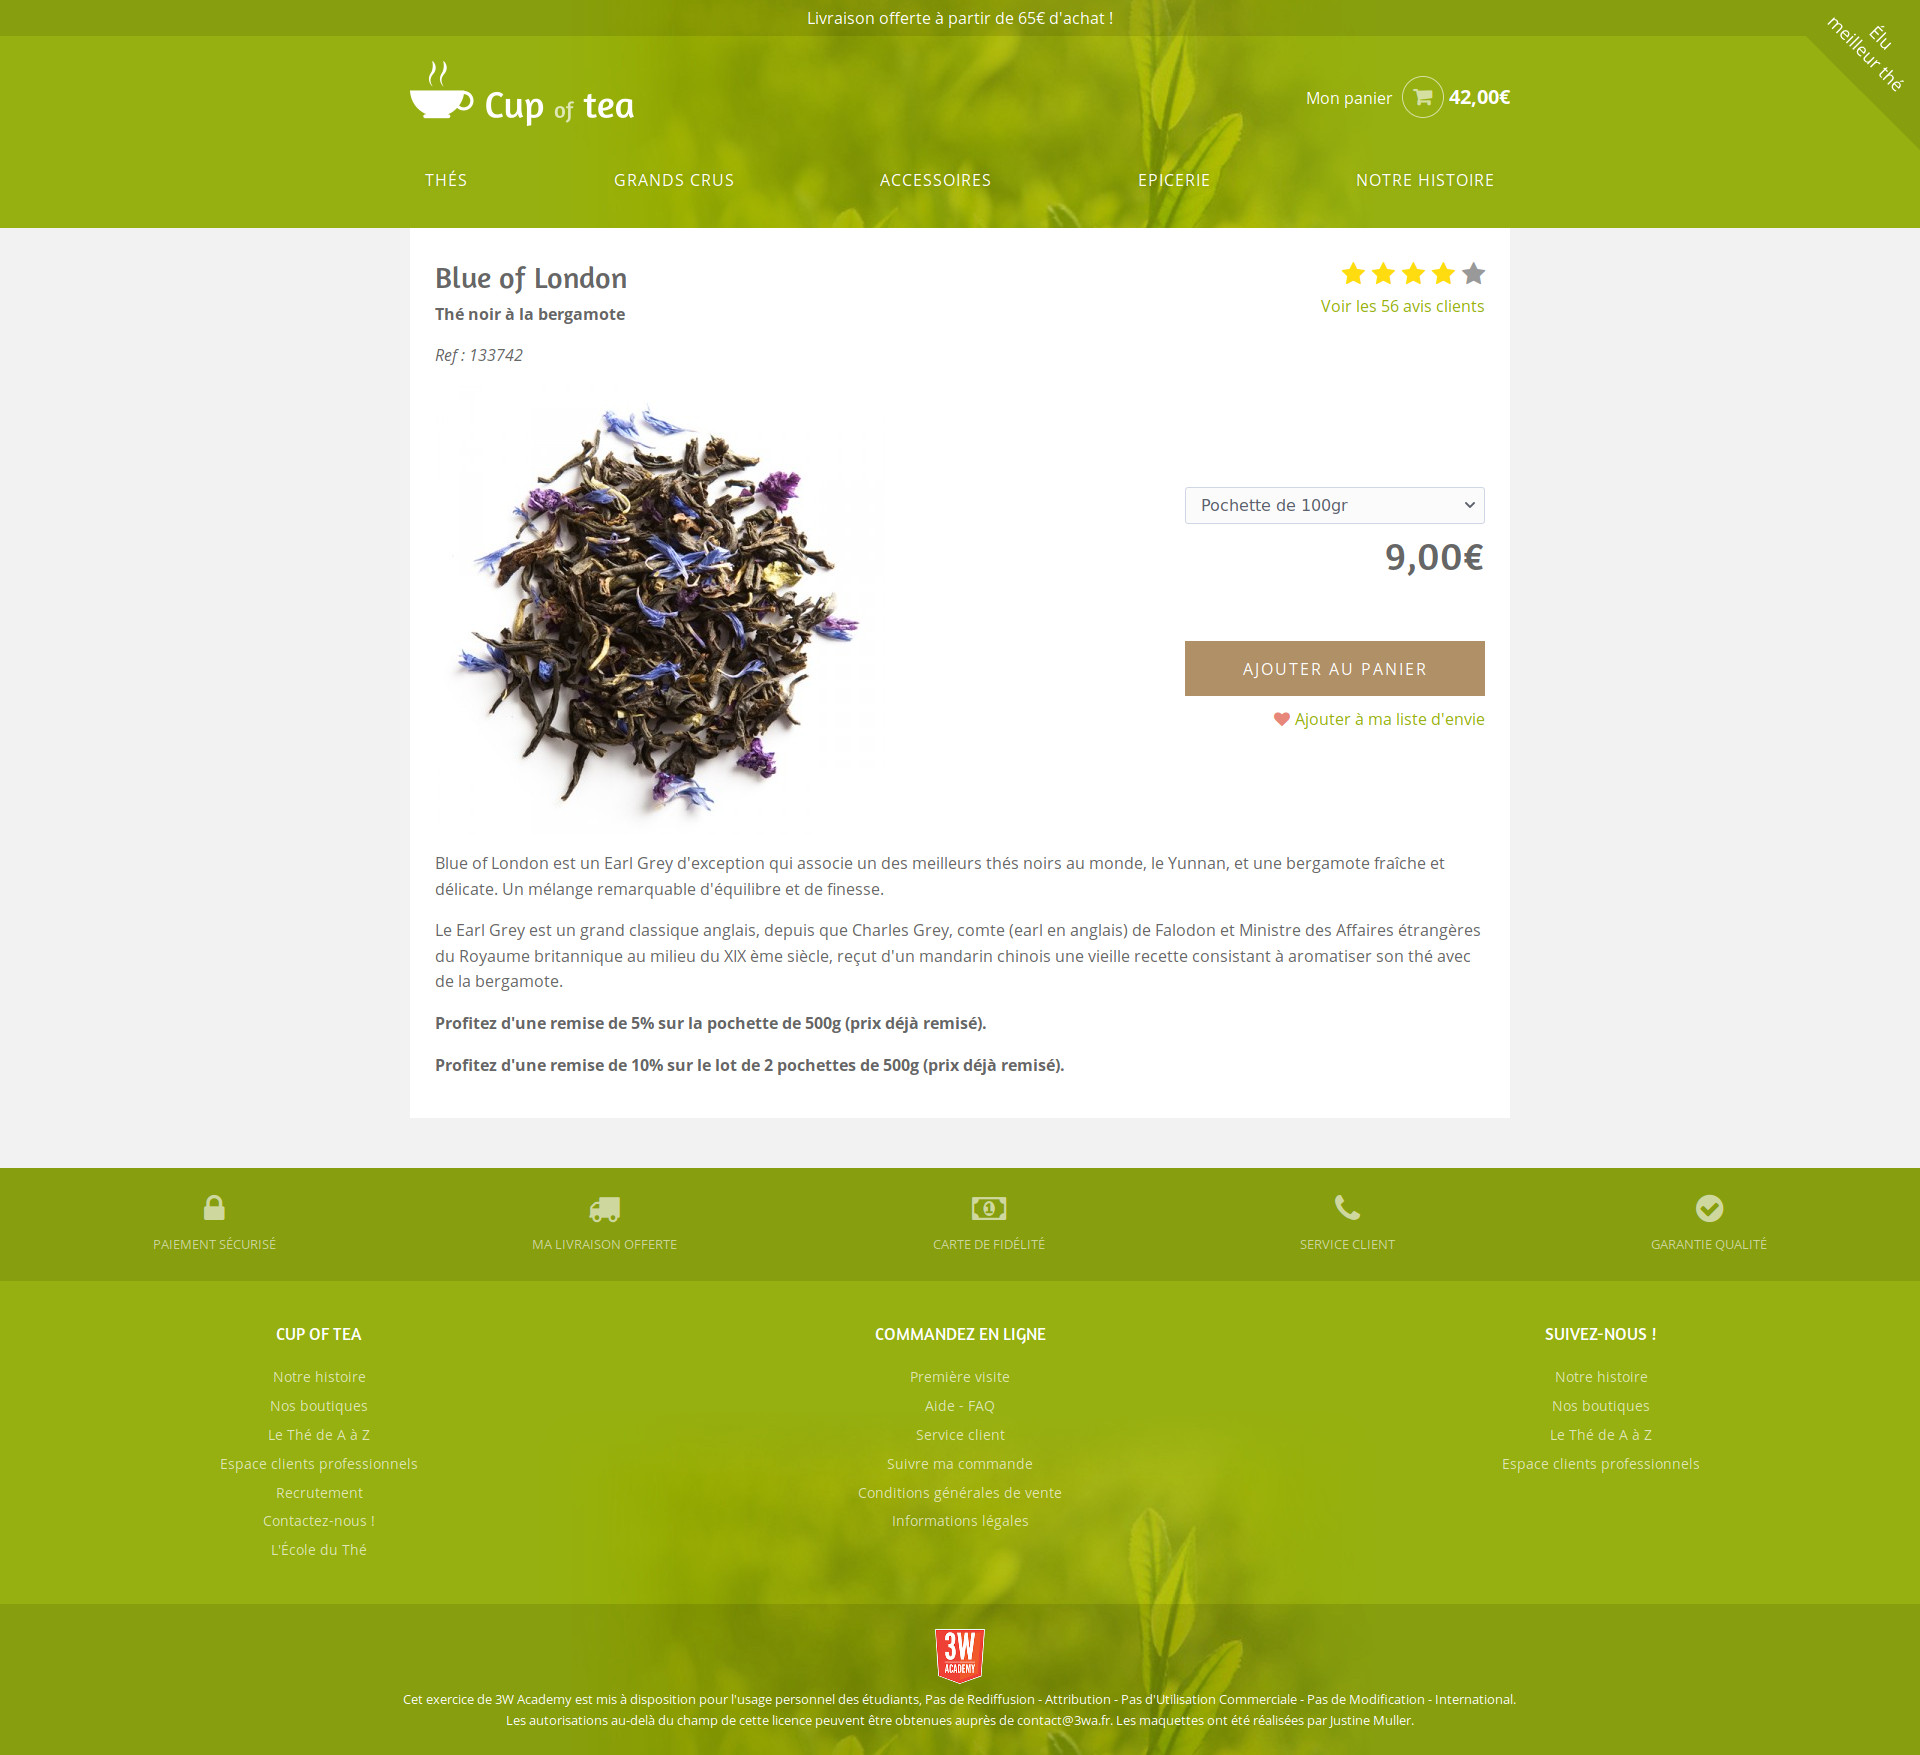 Livraison offerte à partir de 65€ d'achat !
Élu
meilleur thé
Cup of tea
Mon panier 42,00€
THÉS GRANDS CRUS ACCESSOIRES EPICERIE NOTRE HISTOIRE
Blue of London
Thé noir à la bergamote
Voir les 56 avis clients
Ref : 133742
Pochette de 100gr
9,00€
AJOUTER AU PANIER
Ajouter à ma liste d'envie
Blue of London est un Earl Grey d'exception qui associe un des meilleurs thés noirs au monde, le Yunnan, et une bergamote fraîche et
délicate. Un mélange remarquable d'équilibre et de finesse.
Le Earl Grey est un grand classique anglais, depuis que Charles Grey, comte (earl en anglais) de Falodon et Ministre des Affaires étrangères
du Royaume britannique au milieu du XIX ème siècle, reçut d'un mandarin chinois une vieille recette consistant à aromatiser son thé avec
de la bergamote.
Profitez d'une remise de 5% sur la pochette de 500g (prix déjà remisé).
Profitez d'une remise de 10% sur le lot de 2 pochettes de 500g (prix déjà remisé).
PAIEMENT SÉCURISÉ MA LIVRAISON OFFERTE CARTE DE FIDÉLITÉ SERVICE CLIENT GARANTIE QUALITÉ
CUP OF TEA
Notre histoire
Nos boutiques
Le Thé de A à Z
Espace clients professionnels
Recrutement
Contactez-nous !
L'École du Thé
COMMANDEZ EN LIGNE
Première visite
Aide - FAQ
Service client
Suivre ma commande
Conditions générales de vente
Informations légales
SUIVEZ-NOUS !
Notre histoire
Nos boutiques
Le Thé de A à Z
Espace clients professionnels
3W
ACADEMY
Cet exercice de 3W Academy est mis à disposition pour l'usage personnel des étudiants, Pas de Rediffusion - Attribution - Pas d'Utilisation Commerciale - Pas de Modification - International.
Les autorisations au-delà du champ de cette licence peuvent être obtenues auprès de contact@3wa.fr. Les maquettes ont été réalisées par Justine Muller.